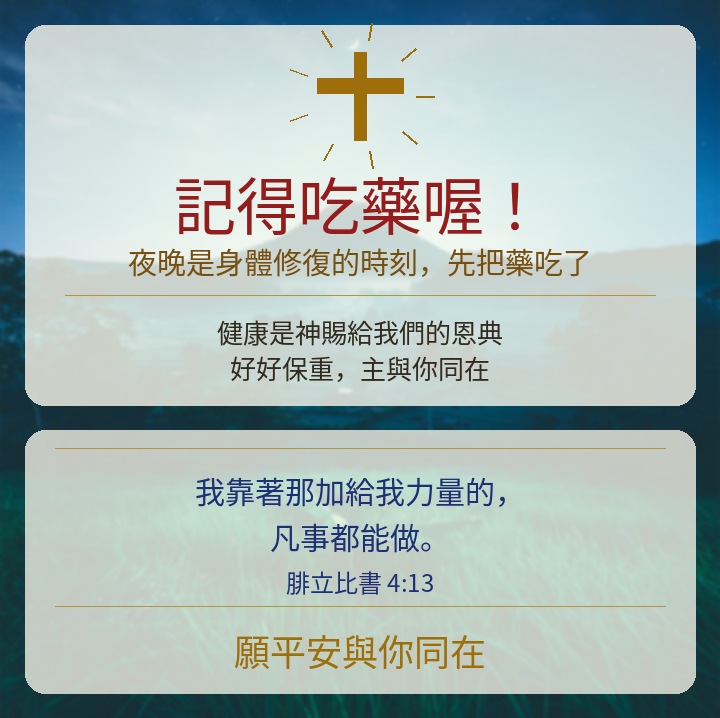 記得吃藥喔！
夜晚是身體修復的時刻，先把藥吃了
健康是神賜給我們的恩典
好好保重，主與你同在
我靠著那加給我力量的，
凡事都能做。
腓立比書 4:13
願平安與你同在